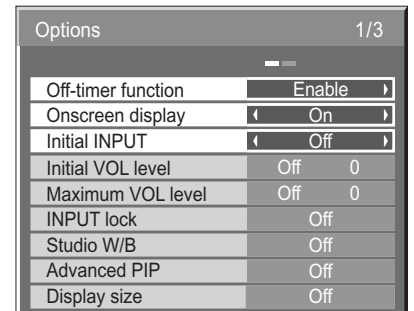 Options 1/3
Off-timer function Enable
Onscreen display On
Initial INPUT Off
Initial VOL level Off 0
Maximum VOL level Off 0
INPUT lock Off
Studio W/B Off
Advanced PIP Off
Display size Off